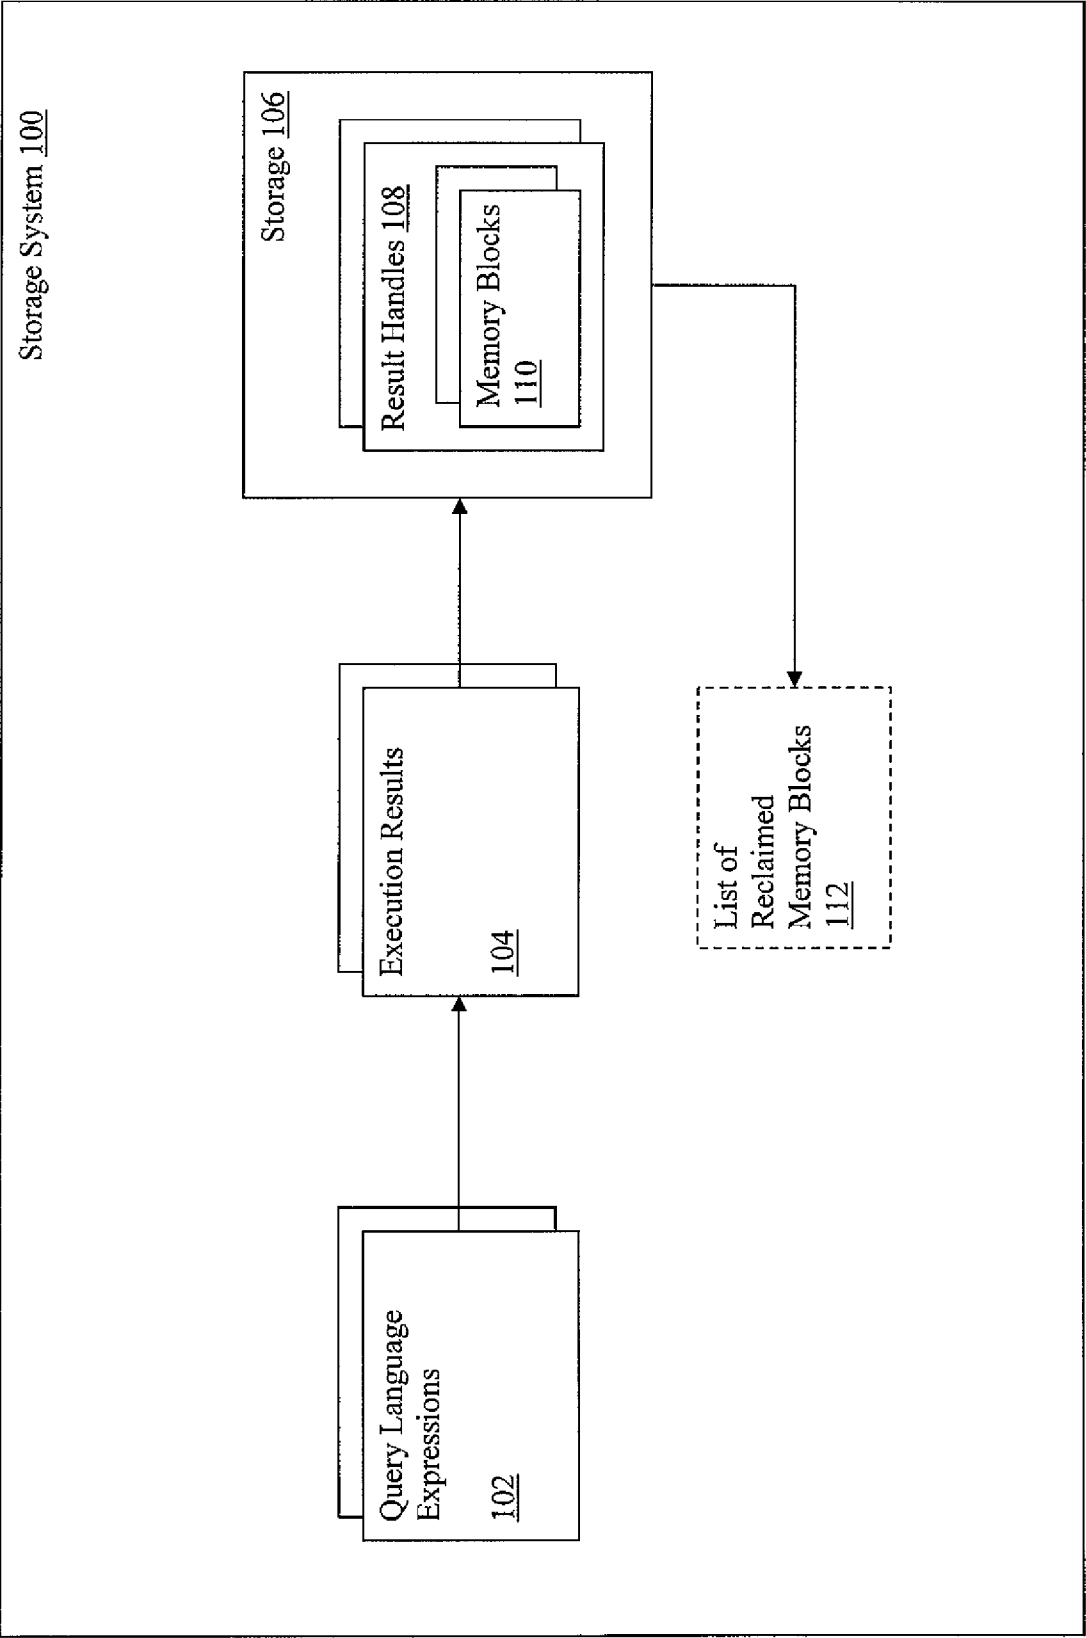 Storage System 100
Storage 106
Result Handles 108
Memory Blocks
110
Execution Results
104
Query Language
Expressions
102
List of
Reclaimed
Memory Blocks
112